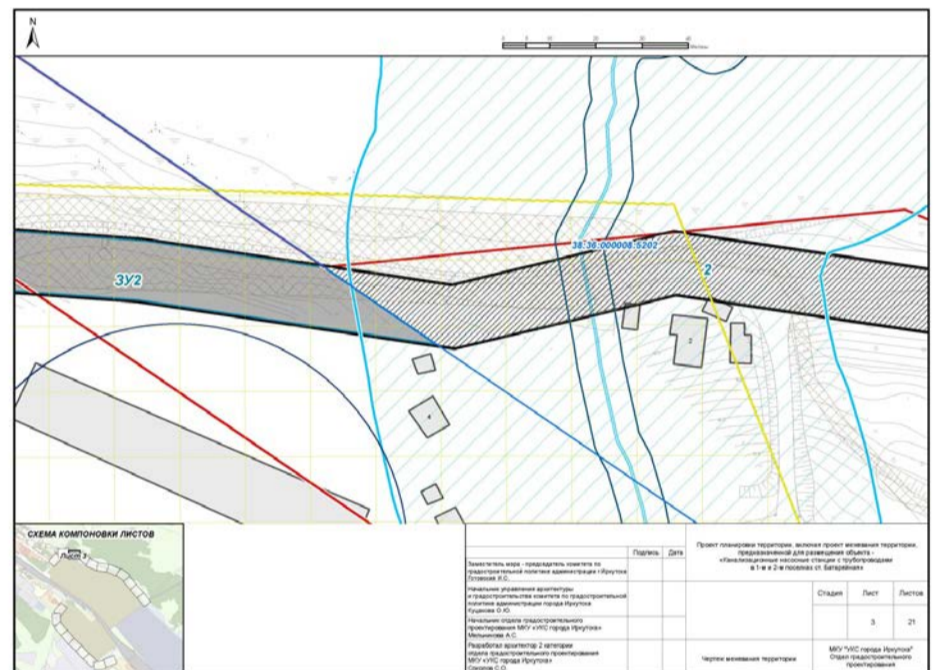 N
Метры
38:36:000008:5202
2
ЗУ2
2
4
СХЕМА КОМПОНОВКИ ЛИСТОВ
Лист 3
Подпись Дата
Заместитель мэра - председатель комитета по
градостроительной политике администрации г.Иркутска
И.С.
Начальник управления архитектуры
и градостроительства комитета по градостроительной
политике администрации города Иркутска
Куцакова О.Ю.
Начальник отдела градостроительного
проектирования МКУ «УКС города Иркутска»
Мельникова А.С.
Разработал архитектор 2 категории
отдела градостроительного проектирования
МКУ «УКС города Иркутска»
Соколов С.О.
Проект планировки территории, включая проект межевания территории,
предназначенной для размещения объекта -
«Канализационные насосные станции с трубопроводами
в 1-м и 2-м поселках ст. Батарейная»
Стадия Лист Листов
3 21
Чертеж межевания территории
МКУ "УКС города Иркутска"
Отдел градостроительного
проектирования